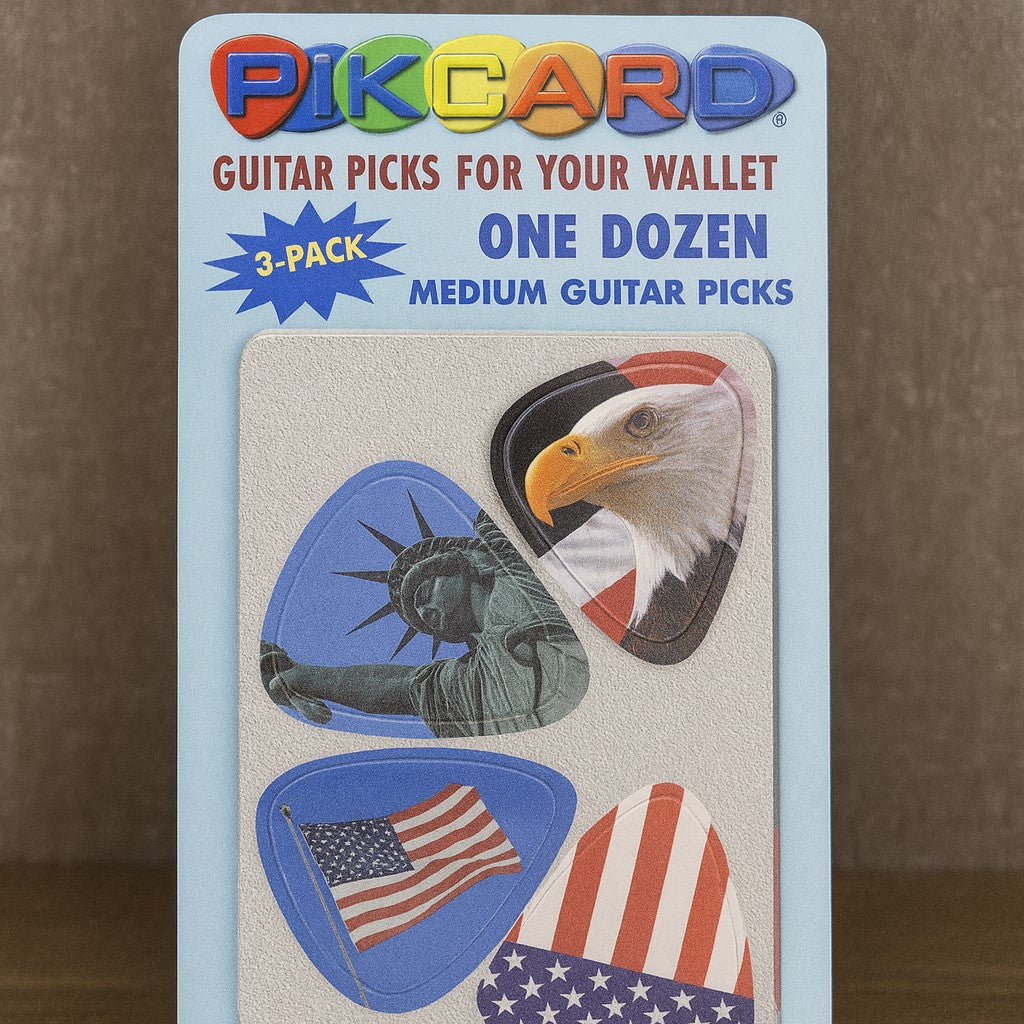 PIKCARD®
GUITAR PICKS FOR YOUR WALLET
3-PACK
ONE DOZEN
MEDIUM GUITAR PICKS